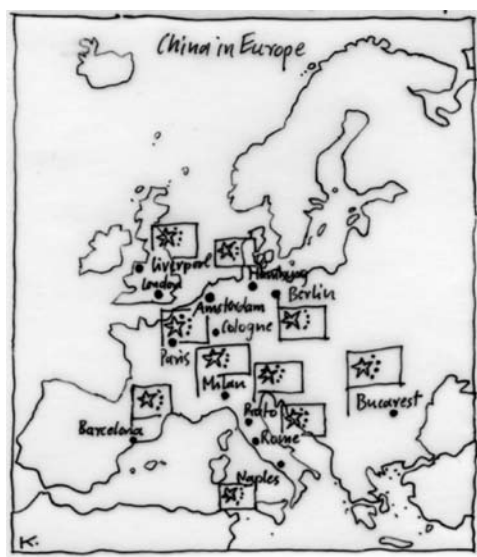 China in Europe
Liverpool
London
Hamburg
Amsterdam
Berlin
Cologne
Paris
Milan
Prato
Bucarest
Barcelona
Rome
Naples
K.